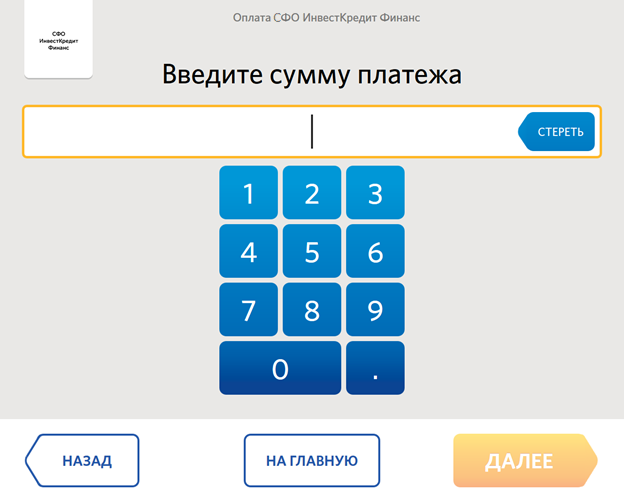 Оплата СФО ИнвестКредит Финанс
СФО
ИнвестКредит
Финанс
Введите сумму платежа
СТЕРЕТЬ
1 2 3
4 5 6
7 8 9
0 .
НАЗАД
НА ГЛАВНУЮ
ДАЛЕЕ